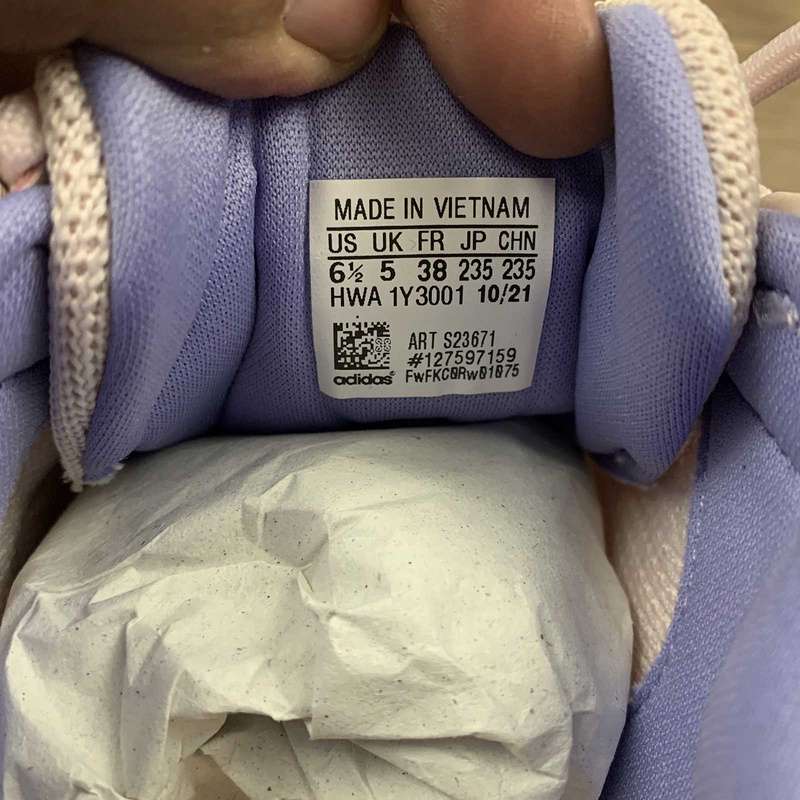 MADE IN VIETNAM
US UK FR JP CHN
6½ 5 38 235 235
HWA 1Y3001 10/21
ART S23671
#127597159
adidas® FwFKC0Rw01075